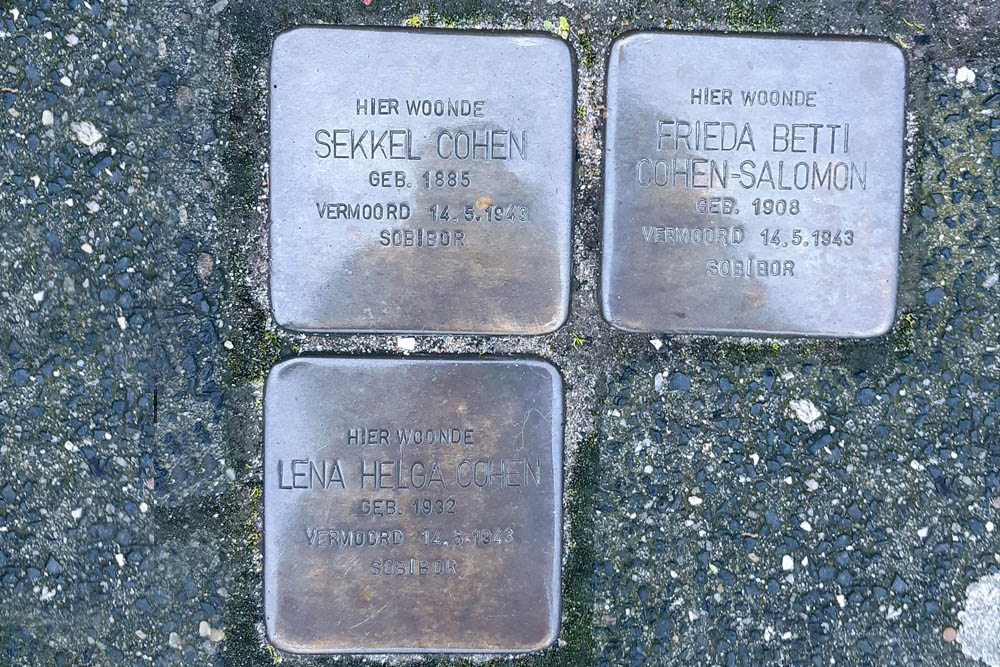 HIER WOONDE
SEKKEL COHEN
GEB. 1885
VERMOORD 14.5.1943
SOBIBOR
HIER WOONDE
FRIEDA BETTI
COHEN-SALOMON
GEB. 1908
VERMOORD 14.5.1943
SOBIBOR
HIER WOONDE
LENA HELGA COHEN
GEB. 1932
VERMOORD 14.5.1943
SOBIBOR